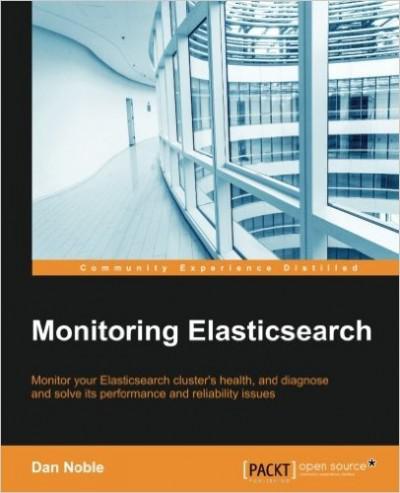 Community Experience Distilled
Monitoring Elasticsearch
Monitor your Elasticsearch cluster's health, and diagnose
and solve its performance and reliability issues
Dan Noble
[PACKT] open source*
PUBLISHING